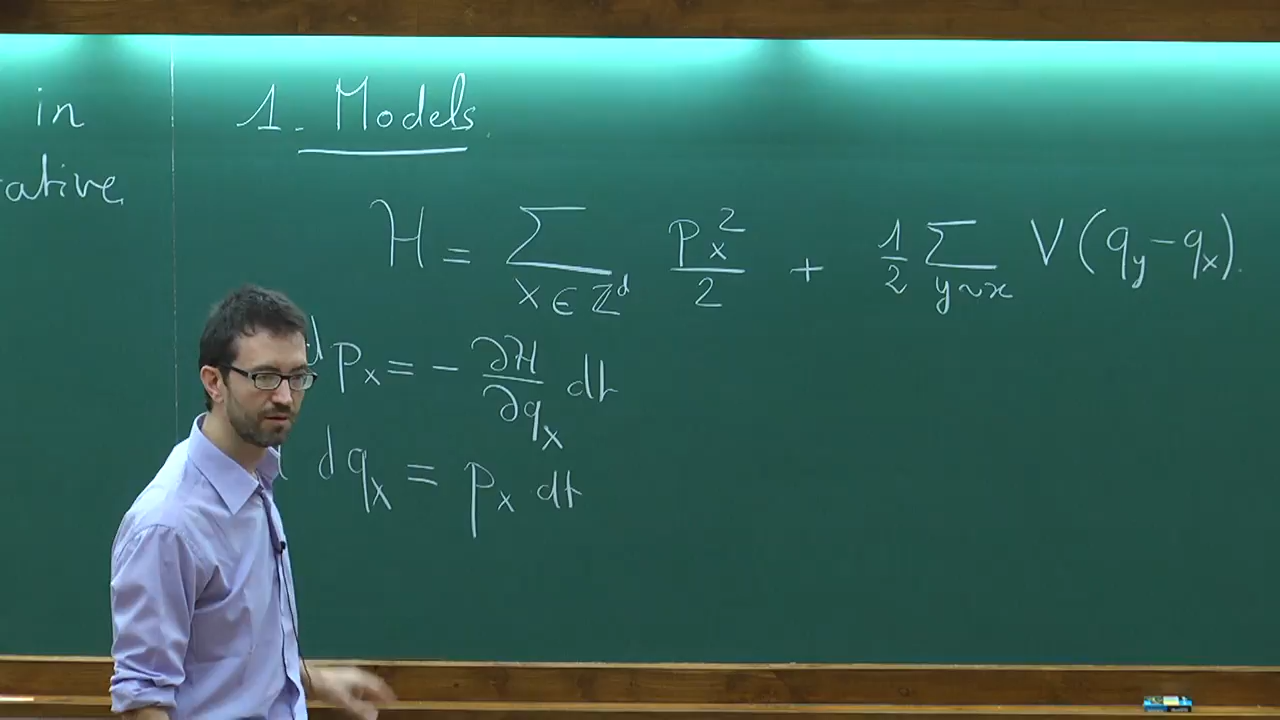 in
ative
1. Models.
H = ∑_{x ∈ ℤ^d} p_x^2/2 + 1/2 ∑_{y∼x} V(q_y − q_x).
dp_x = − ∂H/∂q_x dt
dq_x = p_x dt